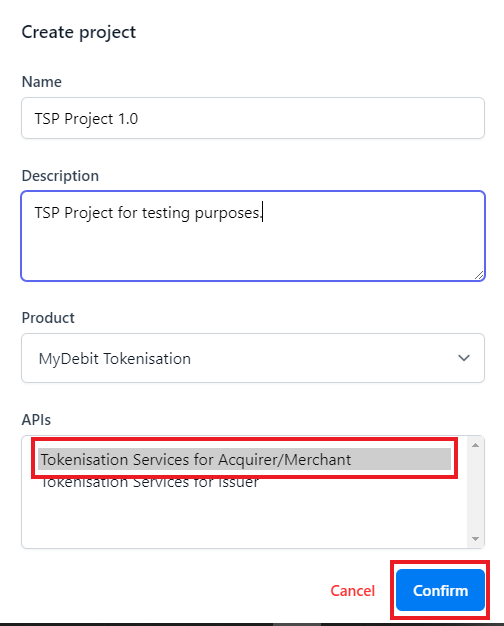 Create project
Name
TSP Project 1.0
Description
TSP Project for testing purposes.
Product
MyDebit Tokenisation
APIs
Tokenisation Services for Acquirer/Merchant
Tokenisation Services for Issuer
Cancel
Confirm